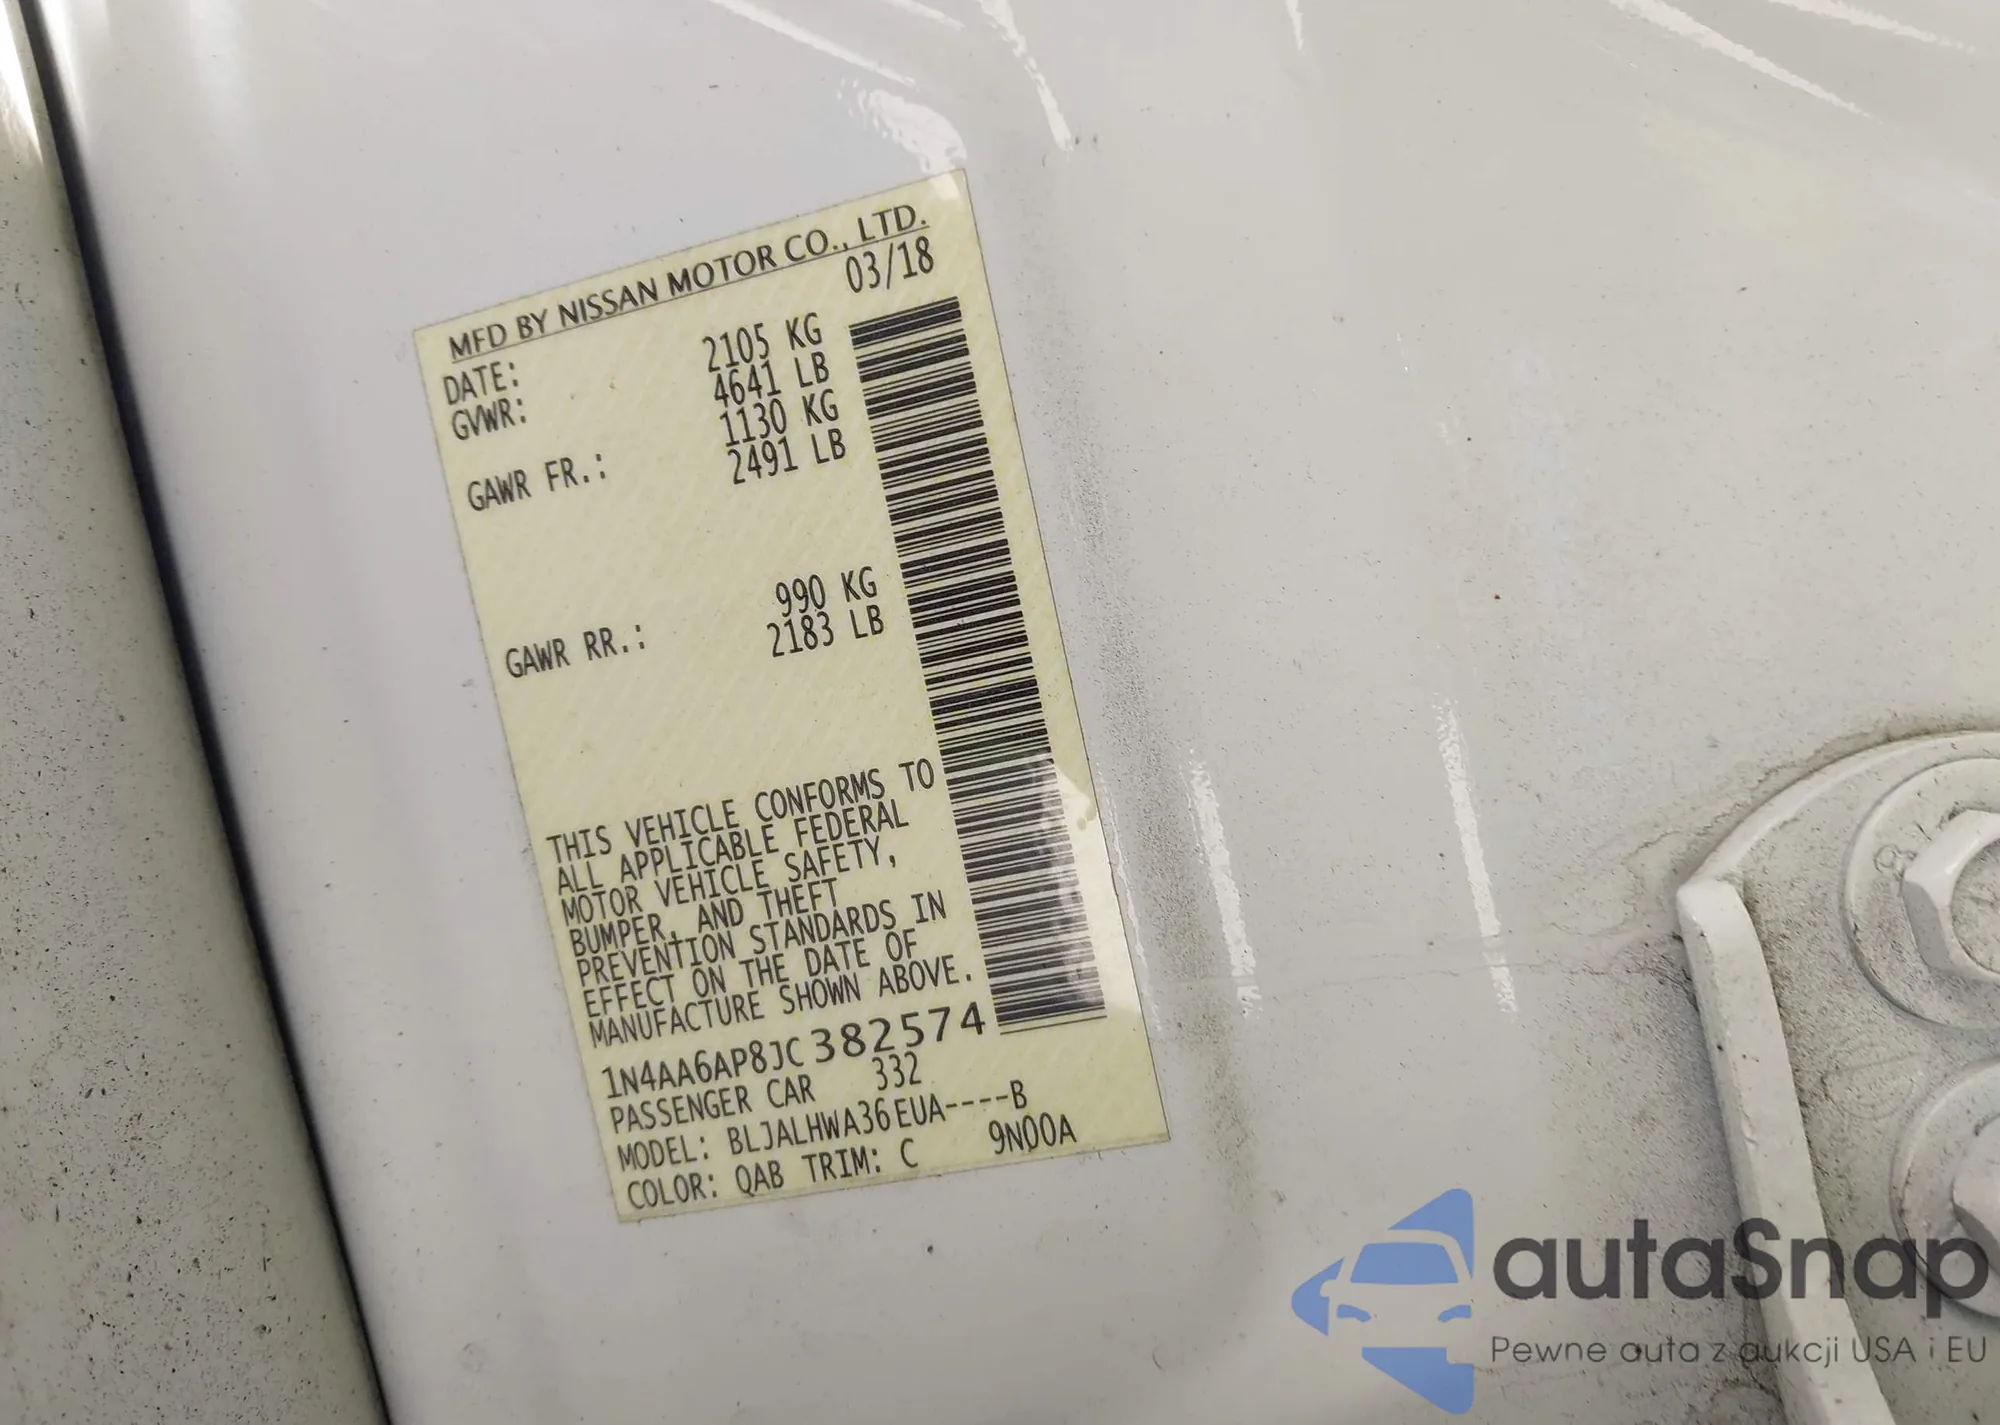 MFD BY NISSAN MOTOR CO., LTD.
DATE: 03/18
GVWR: 2105 KG
4641 LB
GAWR FR.: 1130 KG
2491 LB
GAWR RR.: 990 KG
2183 LB
THIS VEHICLE CONFORMS TO
ALL APPLICABLE FEDERAL
MOTOR VEHICLE SAFETY,
BUMPER, AND THEFT
PREVENTION STANDARDS IN
EFFECT ON THE DATE OF
MANUFACTURE SHOWN ABOVE.
1N4AA6AP8JC382574
PASSENGER CAR 332
MODEL: BLJALHWA36EUA----B
COLOR: QAB TRIM: C 9N00A
8
autaSnap
Pewne auta z aukcji USA i EU